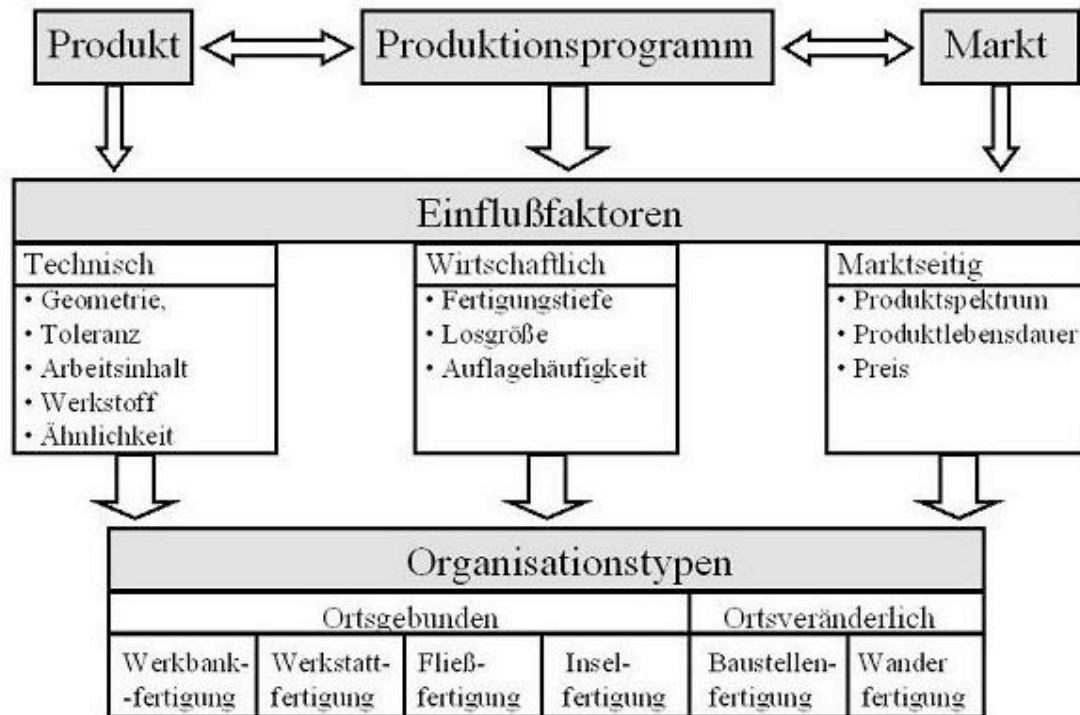 Produkt
Produktionsprogramm
Markt
Einflußfaktoren
Technisch
• Geometrie,
• Toleranz
• Arbeitsinhalt
• Werkstoff
• Ähnlichkeit
Wirtschaftlich
• Fertigungstiefe
• Losgröße
• Auflagehäufigkeit
Marktseitig
• Produktspektrum
• Produktlebensdauer
• Preis
Organisationstypen
Ortsgebunden
Ortsveränderlich
Werkbank-
-fertigung
Werkstatt-
fertigung
Fließ-
fertigung
Insel-
fertigung
Baustellen-
fertigung
Wander
fertigung